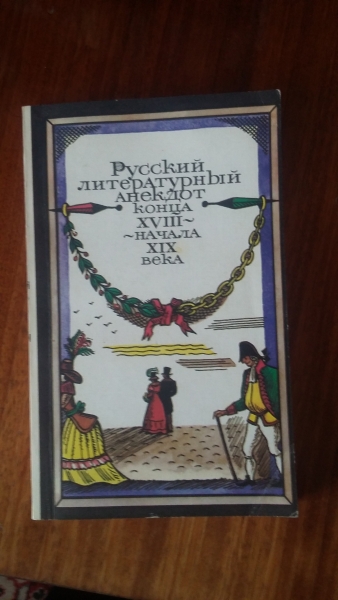 Русский
литературный
анекдот
конца
XVIII~
~начала
XIX
века